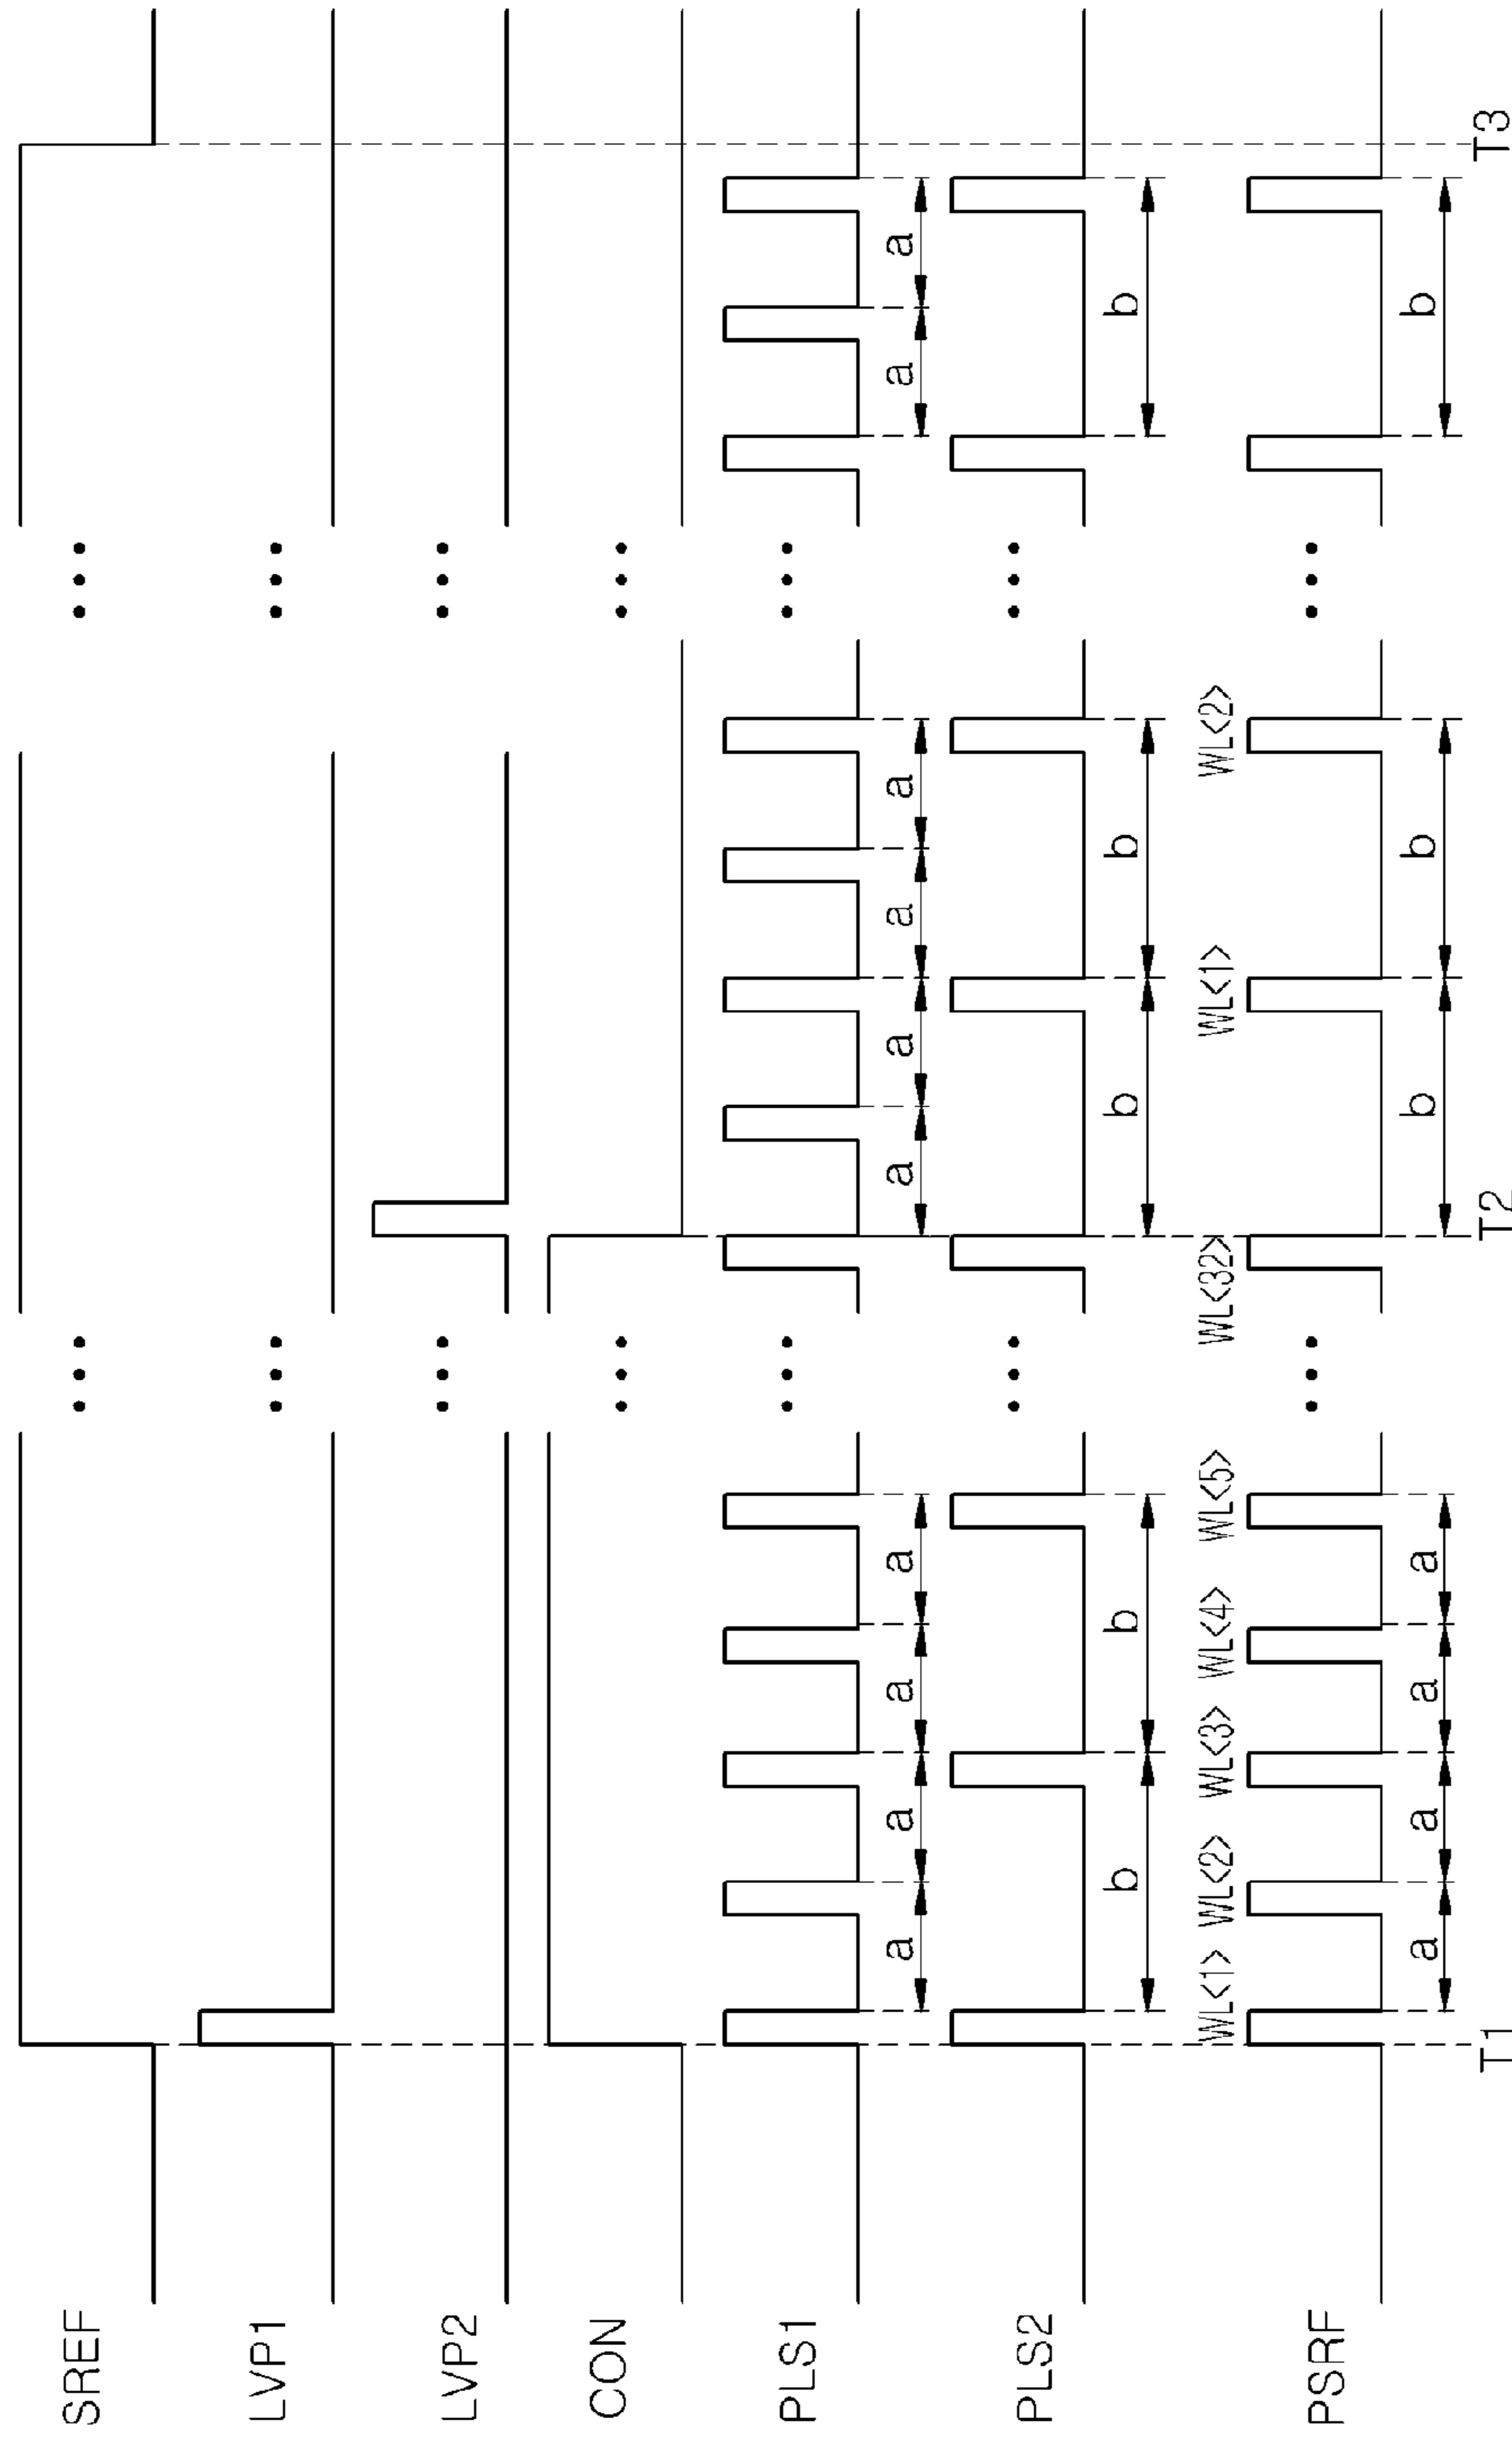 SREF
LVP1
LVP2
CON
PLS1
a a a a a a a a a a
PLS2
b b b b b
WL<1> WL<2> WL<3> WL<4> WL<5> WL<32> WL<1> WL<2>
PSRF
a a a a b b b
T1 T2 T3